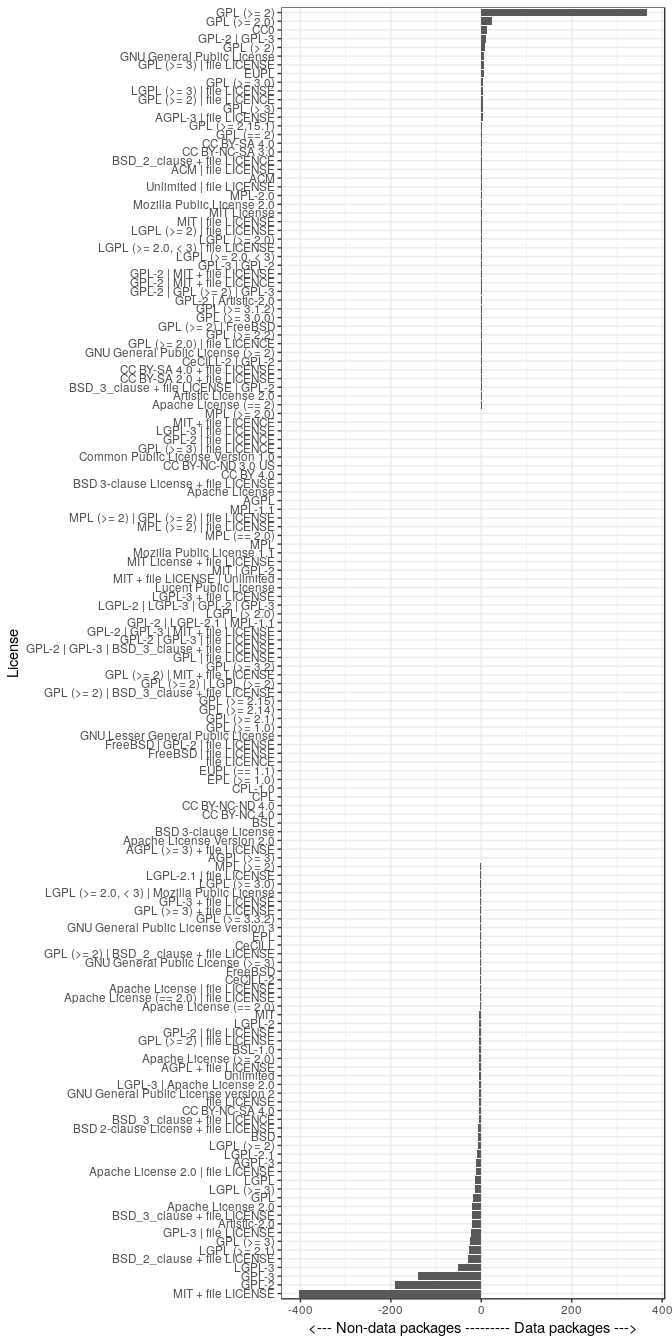 GPL (>= 2)
GPL (>= 2.0)
CC0
GPL-2 | GPL-3
GPL (> 2)
GNU General Public License
GPL (>= 3) | file LICENSE
EUPL
GPL (>= 3.0)
LGPL (>= 3) | file LICENSE
GPL (>= 2) | file LICENCE
GPL (> 3)
AGPL-3 | file LICENSE
GPL (>= 2.15.1)
GPL (== 2)
CC BY-SA 4.0
CC BY-NC-SA 3.0
BSD_2_clause + file LICENCE
ACM | file LICENSE
ACM
Unlimited | file LICENSE
MPL-2.0
Mozilla Public License 2.0
MIT License
MIT | file LICENSE
LGPL (>= 2) | file LICENSE
LGPL (>= 2.0)
LGPL (>= 2.0, < 3) | file LICENSE
LGPL (>= 2.0, < 3)
GPL-3 | GPL-2
GPL-2 | MIT + file LICENSE
GPL-2 | MIT + file LICENCE
GPL-2 | GPL (>= 2) | GPL-3
GPL-2 | Artistic-2.0
GPL (>= 3.1.2)
GPL (>= 3.0.0)
GPL (>= 2) | FreeBSD
GPL (>= 2.2)
GPL (>= 2.0) | file LICENCE
GNU General Public License (>= 2)
CeCILL-2 | GPL-2
CC BY-SA 4.0 + file LICENSE
CC BY-SA 2.0 + file LICENSE
BSD_3_clause + file LICENSE | GPL-2
Artistic License 2.0
Apache License (== 2)
MPL (>= 2.0)
MIT + file LICENCE
LGPL-3 | file LICENSE
GPL-2 | file LICENCE
GPL (>= 3) | file LICENCE
Common Public License Version 1.0
CC BY-NC-ND 3.0 US
CC BY 4.0
BSD 3-clause License + file LICENSE
Apache License
AGPL
MPL-1.1
MPL (>= 2) | GPL (>= 2) | file LICENSE
MPL (>= 2) | file LICENSE
MPL (== 2.0)
MPL
Mozilla Public License 1.1
MIT License + file LICENSE
MIT | GPL-2
MIT + file LICENSE | Unlimited
Lucent Public License
LGPL-3 + file LICENSE
LGPL-2 | LGPL-3 | GPL-2 | GPL-3
LGPL (> 2.0)
GPL-2 | LGPL-2.1 | MPL-1.1
GPL-2 | GPL-3 | MIT + file LICENSE
GPL-2 | GPL-3 | file LICENSE
GPL-2 | GPL-3 | BSD_3_clause + file LICENSE
GPL | file LICENSE
GPL (>= 3.2)
GPL (>= 2) | MIT + file LICENSE
GPL (>= 2) | LGPL (>= 2)
GPL (>= 2) | BSD_3_clause + file LICENSE
GPL (>= 2.15)
GPL (>= 2.14)
GPL (>= 2.1)
GPL (>= 1.0)
GNU Lesser General Public License
FreeBSD | GPL-2 | file LICENSE
FreeBSD | file LICENSE
file LICENCE
EUPL (== 1.1)
EPL (>= 1.0)
CPL-1.0
CPL
CC BY-NC-ND 4.0
CC BY-NC 4.0
BSL
BSD 3-clause License
Apache License Version 2.0
AGPL (>= 3) + file LICENSE
AGPL (>= 3)
MPL (>= 2)
LGPL-2.1 | file LICENSE
LGPL (>= 3.0)
LGPL (>= 2.0, < 3) | Mozilla Public License
GPL-3 + file LICENSE
GPL (>= 3) + file LICENSE
GPL (>= 3.3.2)
GNU General Public License version 3
EPL
CeCILL
GPL (>= 2) | BSD_2_clause + file LICENSE
GNU General Public License (>= 3)
FreeBSD
CeCILL-2
Apache License | file LICENSE
Apache License (== 2.0) | file LICENSE
Apache License (== 2.0)
MIT
LGPL-2
GPL-2 | file LICENSE
GPL (>= 2) | file LICENSE
BSL-1.0
Apache License (>= 2.0)
AGPL + file LICENSE
Unlimited
LGPL-3 | Apache License 2.0
GNU General Public License version 2
file LICENSE
CC BY-NC-SA 4.0
BSD_3_clause + file LICENCE
BSD 2-clause License + file LICENSE
BSD
LGPL (>= 2)
LGPL-2.1
AGPL-3
Apache License 2.0 | file LICENSE
LGPL
LGPL (>= 3)
GPL
Apache License 2.0
BSD_3_clause + file LICENSE
Artistic-2.0
GPL-3 | file LICENSE
GPL (>= 3)
LGPL (>= 2.1)
BSD_2_clause + file LICENSE
LGPL-3
GPL-3
GPL-2
MIT + file LICENSE
License
-400 -200 0 200 400
<--- Non-data packages --------- Data packages --->